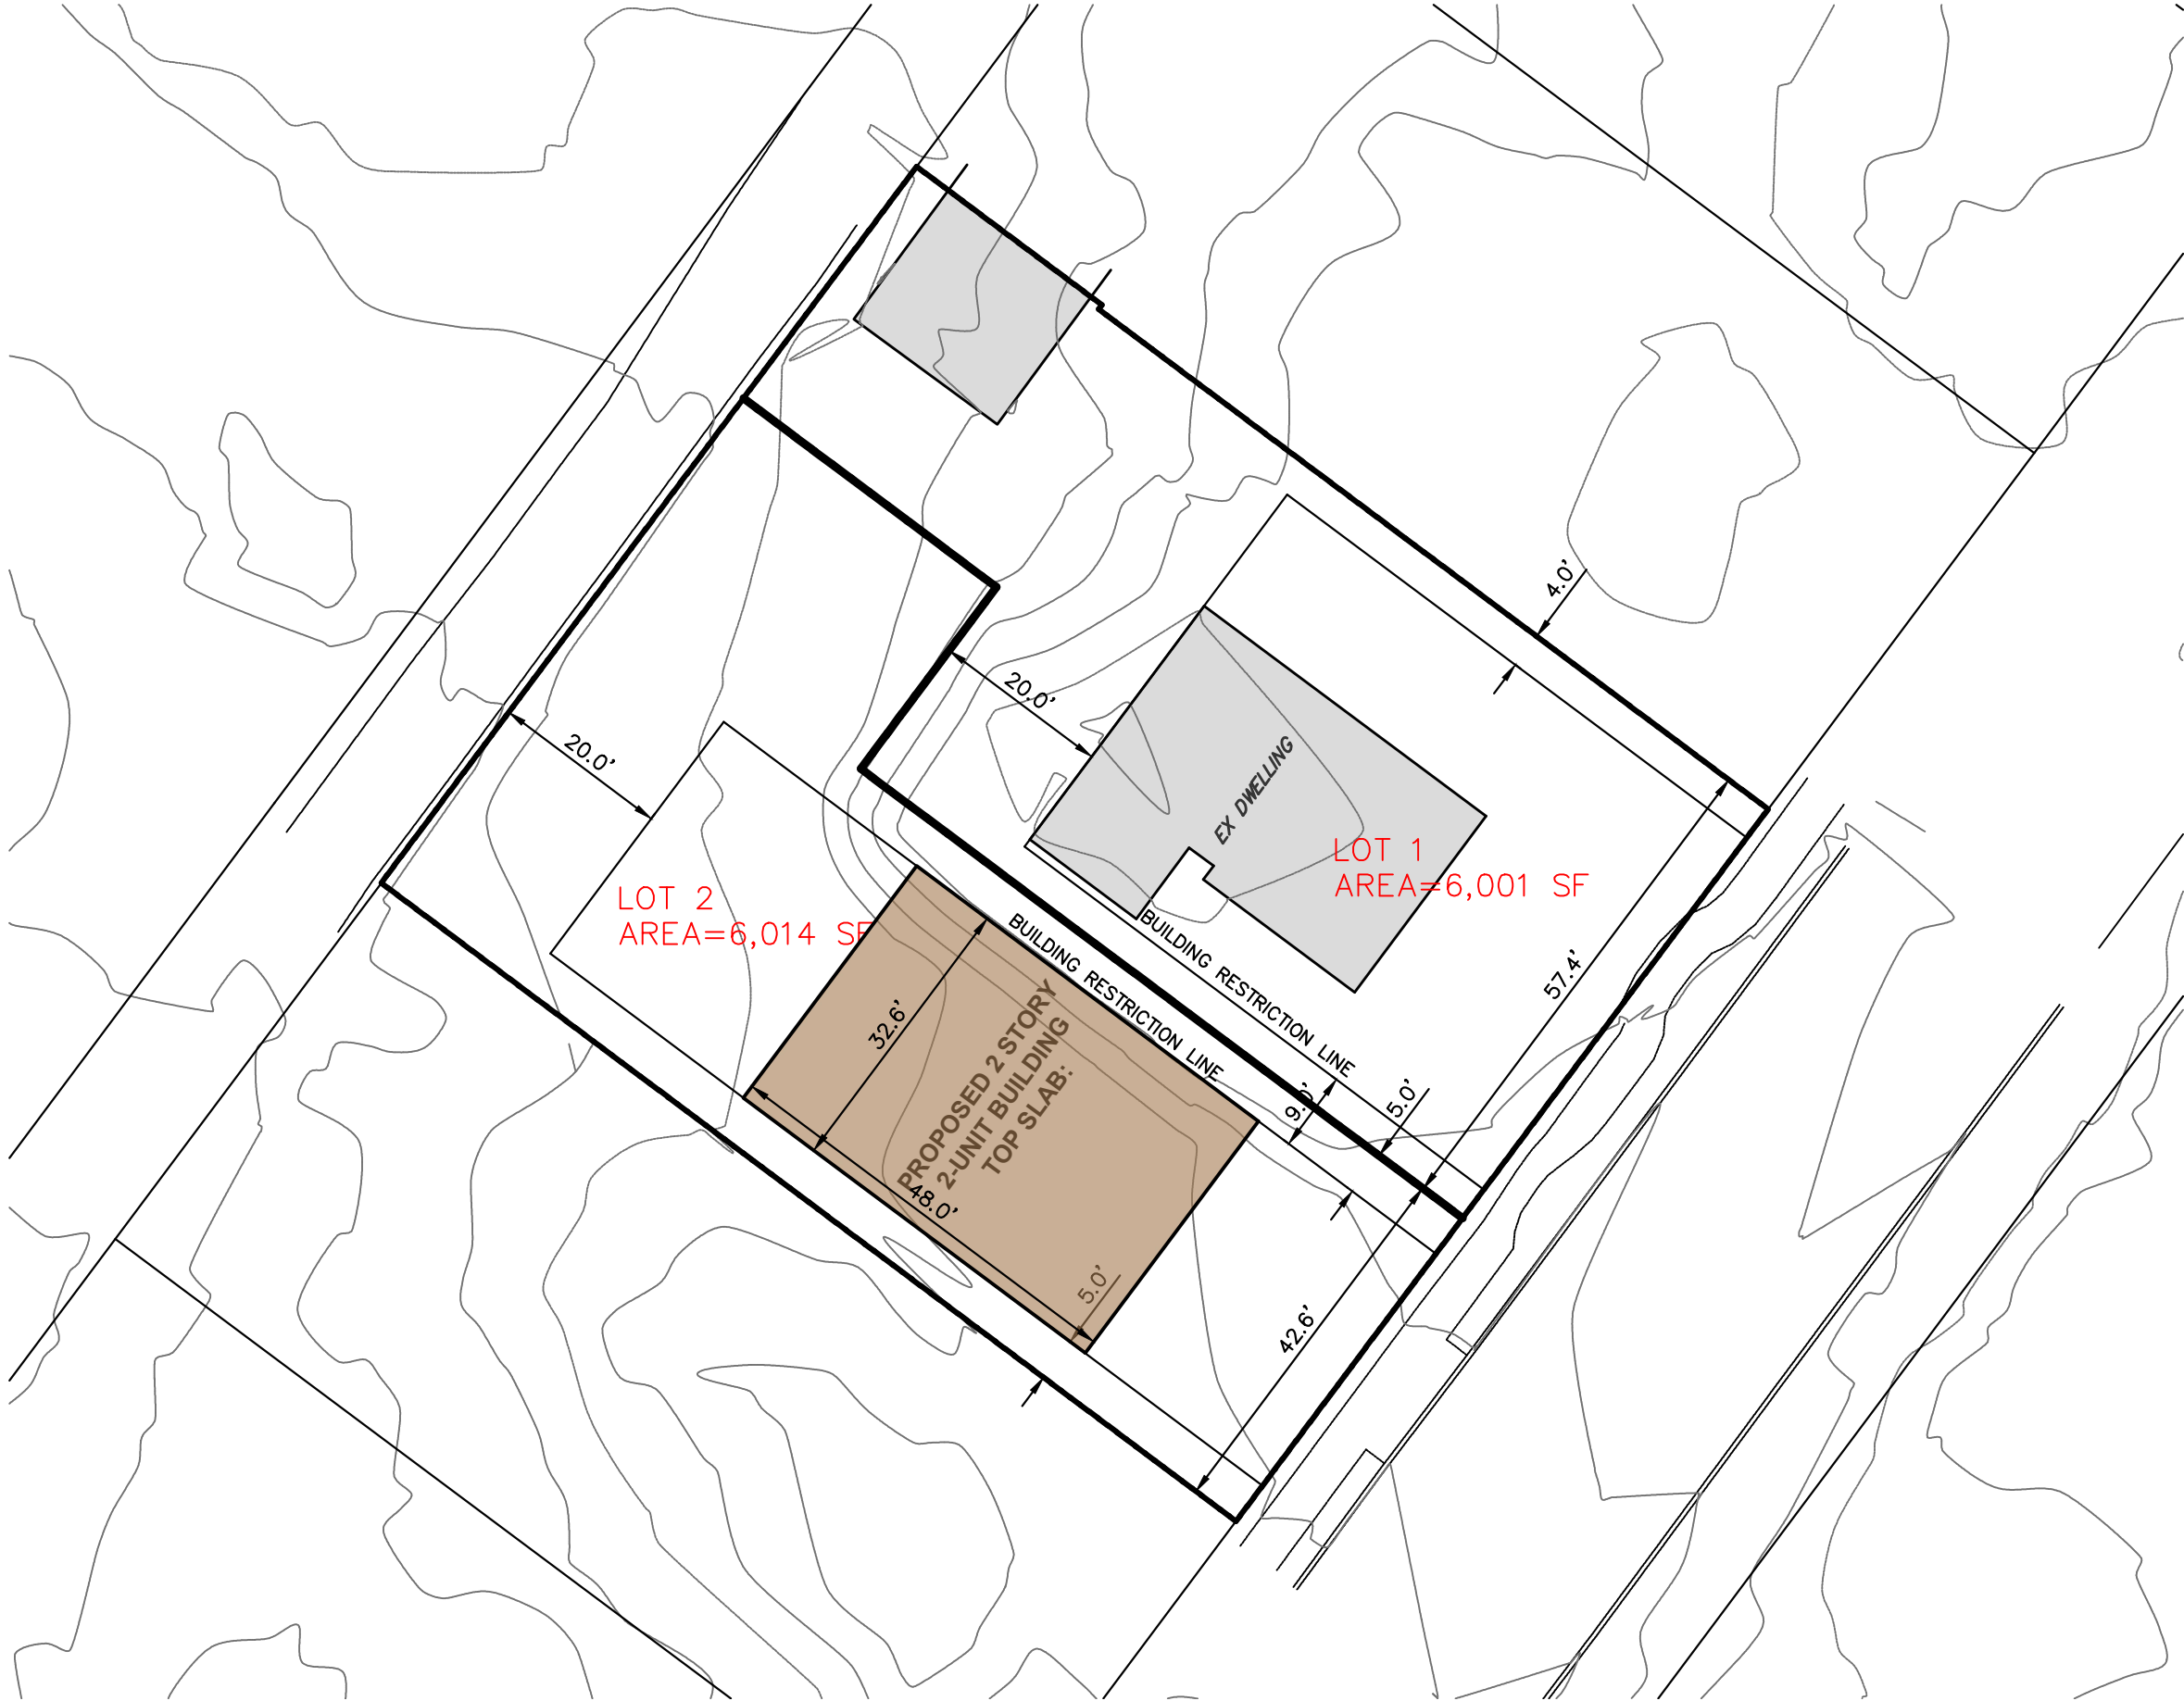 4.0'
20.0'
20.0'
EX DWELLING
LOT 1
AREA=6,001 SF
LOT 2
AREA=6,014 SF
BUILDING RESTRICTION LINE
BUILDING RESTRICTION LINE
57.4'
32.6'
PROPOSED 2 STORY
2-UNIT BUILDING
TOP SLAB:
9.0'
5.0'
48.0'
5.0'
42.6'